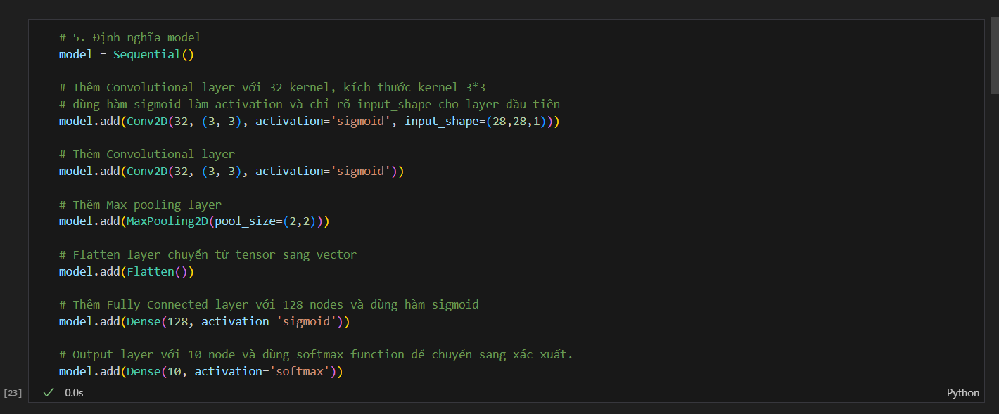 # 5. Định nghĩa model
model = Sequential()
# Thêm Convolutional layer với 32 kernel, kích thước kernel 3*3
# dùng hàm sigmoid làm activation và chỉ rõ input_shape cho layer đầu tiên
model.add(Conv2D(32, (3, 3), activation='sigmoid', input_shape=(28,28,1)))
# Thêm Convolutional layer
model.add(Conv2D(32, (3, 3), activation='sigmoid'))
# Thêm Max pooling layer
model.add(MaxPooling2D(pool_size=(2,2)))
# Flatten layer chuyển từ tensor sang vector
model.add(Flatten())
# Thêm Fully Connected layer với 128 nodes và dùng hàm sigmoid
model.add(Dense(128, activation='sigmoid'))
# Output layer với 10 node và dùng softmax function để chuyển sang xác xuất.
model.add(Dense(10, activation='softmax'))
[23] ✓ 0.0s Python